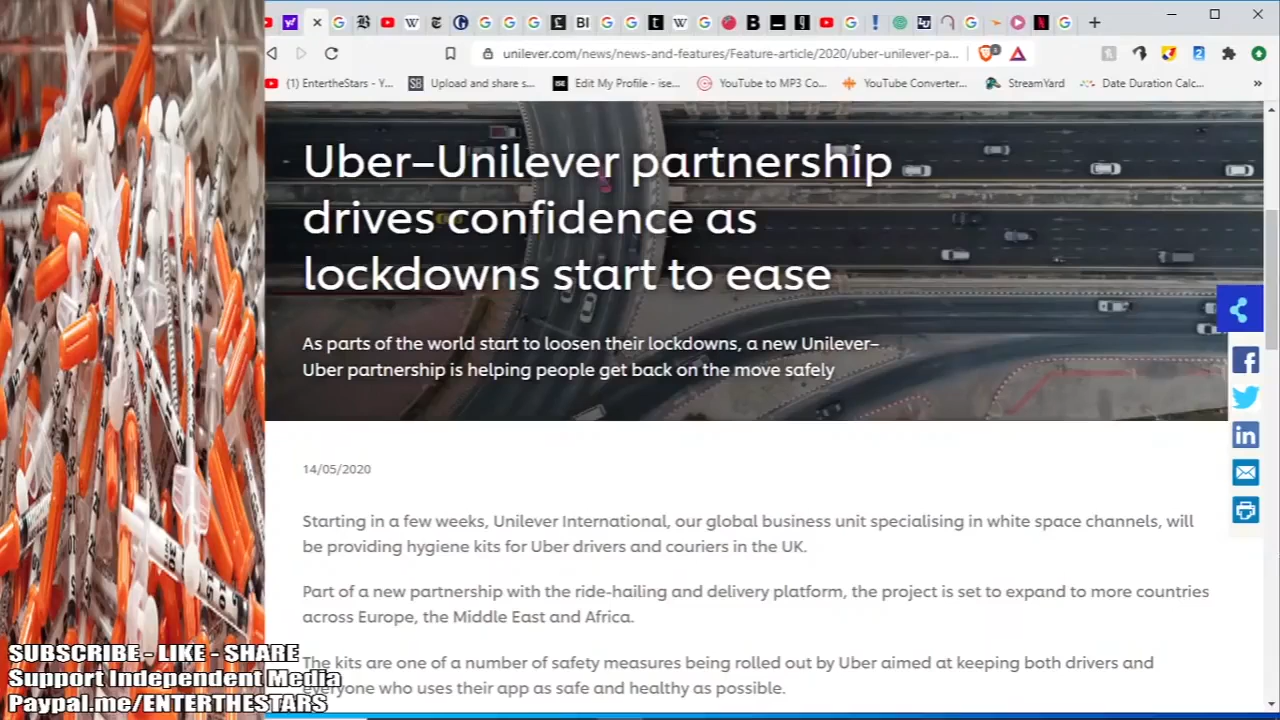 unilever.com/news/news-and-features/Feature-article/2020/uber-unilever-pa...
(1) EntertheStars - Y...
Upload and share s...
Edit My Profile - ise...
YouTube to MP3 Co...
YouTube Converter...
StreamYard
Date Duration Calc...
Uber–Unilever partnership
drives confidence as
lockdowns start to ease
As parts of the world start to loosen their lockdowns, a new Unilever–
Uber partnership is helping people get back on the move safely
14/05/2020
Starting in a few weeks, Unilever International, our global business unit specialising in white space channels, will
be providing hygiene kits for Uber drivers and couriers in the UK.
Part of a new partnership with the ride-hailing and delivery platform, the project is set to expand to more countries
across Europe, the Middle East and Africa.
The kits are one of a number of safety measures being rolled out by Uber aimed at keeping both drivers and
everyone who uses their app as safe and healthy as possible.
SUBSCRIBE - LIKE - SHARE
Support Independent Media
Paypal.me/ENTERTHESTARS